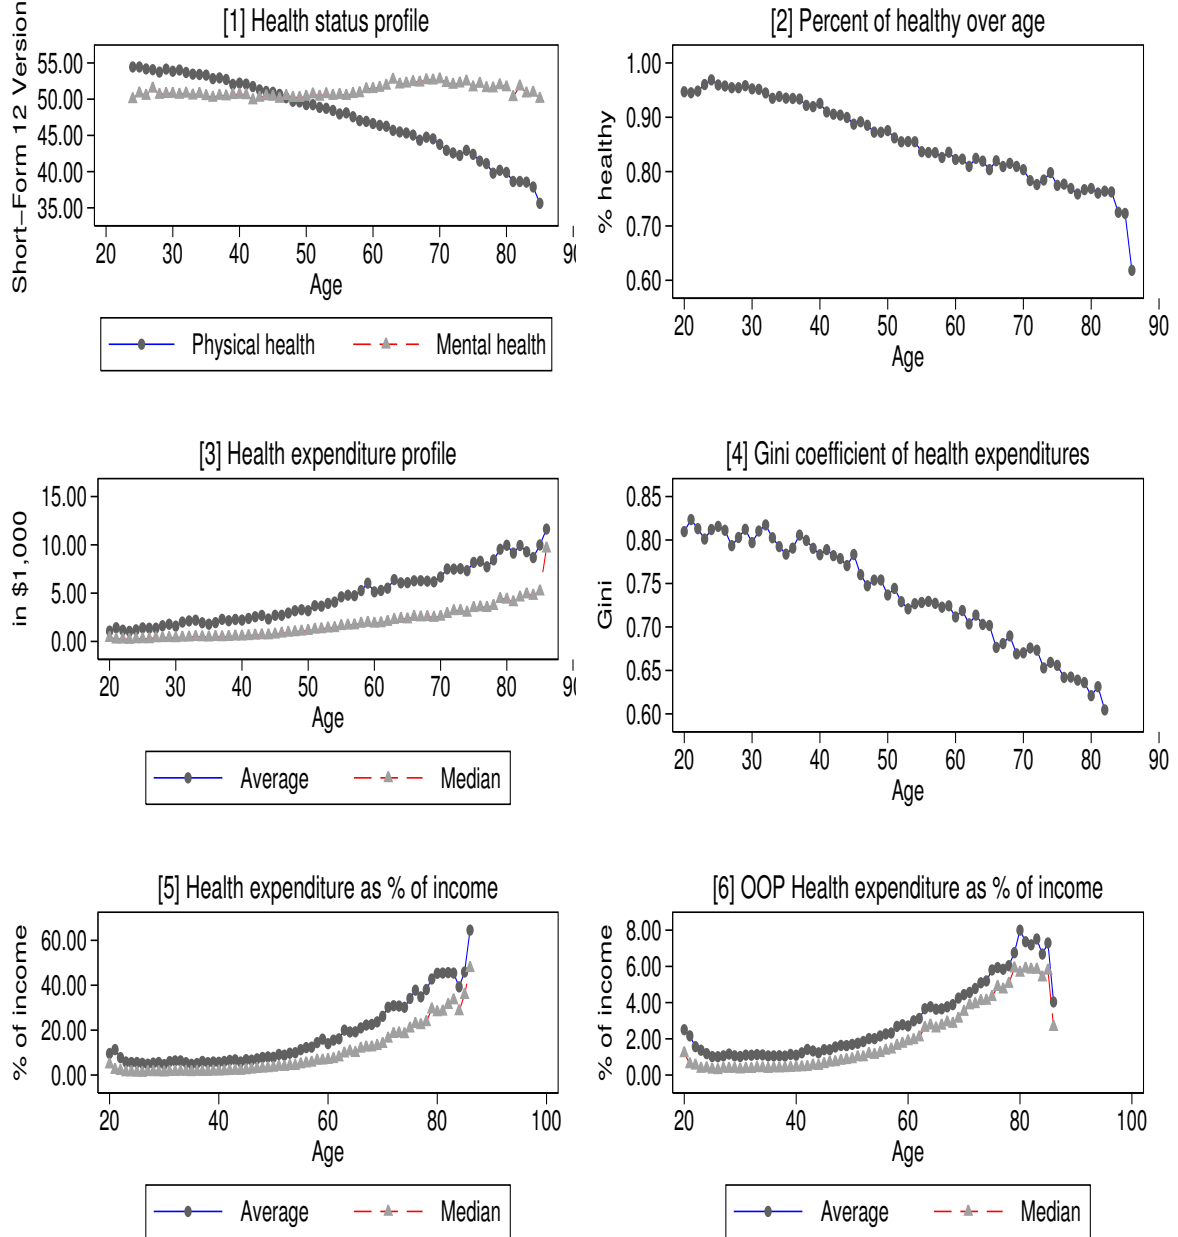 [1] Health status profile
Short−Form 12 Version
55.00
50.00
45.00
40.00
35.00
20 30 40 50 60 70 80 90
Age
Physical health Mental health
[2] Percent of healthy over age
% healthy
1.00
0.90
0.80
0.70
0.60
20 30 40 50 60 70 80 90
Age
[3] Health expenditure profile
in $1,000
15.00
10.00
5.00
0.00
20 30 40 50 60 70 80 90
Age
Average Median
[4] Gini coefficient of health expenditures
Gini
0.85
0.80
0.75
0.70
0.65
0.60
20 30 40 50 60 70 80 90
Age
[5] Health expenditure as % of income
% of income
60.00
40.00
20.00
0.00
20 40 60 80 100
Age
Average Median
[6] OOP Health expenditure as % of income
% of income
8.00
6.00
4.00
2.00
0.00
20 40 60 80 100
Age
Average Median